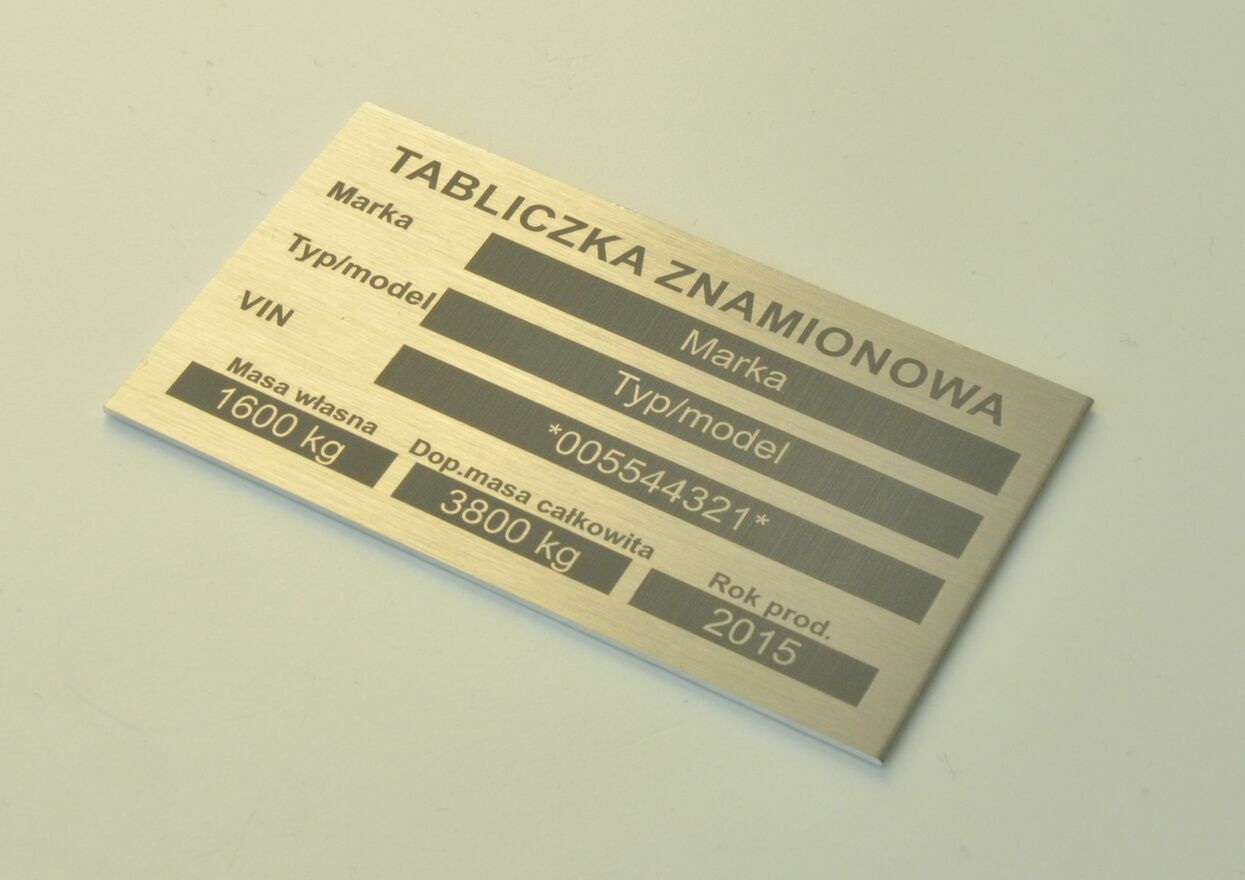 TABLICZKA ZNAMIONOWA
Marka Marka
Typ/model Typ/model
VIN *005544321*
Masa własna Dop.masa całkowita Rok prod.
1600 kg 3800 kg 2015